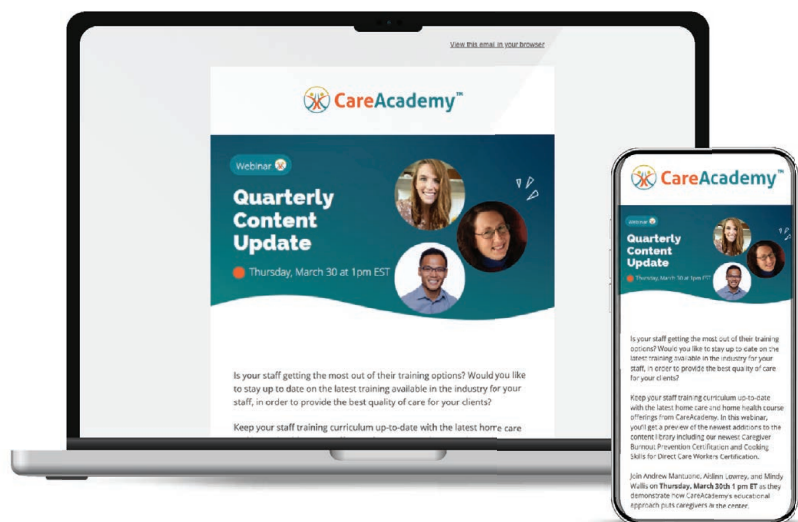 View this email in your browser
CareAcademy™
Webinar
Quarterly
Content
Update
Thursday, March 30 at 1pm EST
Is your staff getting the most out of their training options? Would you like
to stay up to date on the latest training available in the industry for your
staff, in order to provide the best quality of care for your clients?
Keep your staff training curriculum up-to-date with the latest home care
CareAcademy™
Webinar
Quarterly
Content
Update
Thursday, March 30 at 1pm EST
Is your staff getting the most out of their training
options? Would you like to stay up to date on the
latest training available in the industry for your
staff, in order to provide the best quality of care
for your clients?
Keep your staff training curriculum up-to-date
with the latest home care and home health course
offerings from CareAcademy. In this webinar,
you'll get a preview of the newest additions to the
content library including our newest Caregiver
Burnout Prevention Certification and Cooking
Skills for Direct Care Workers Certification.
Join Andrew Mantuano, Aislinn Lowrey, and Mindy
Wallis on Thursday, March 30th 1 pm ET as they
demonstrate how CareAcademy's educational
approach puts caregivers at the center.